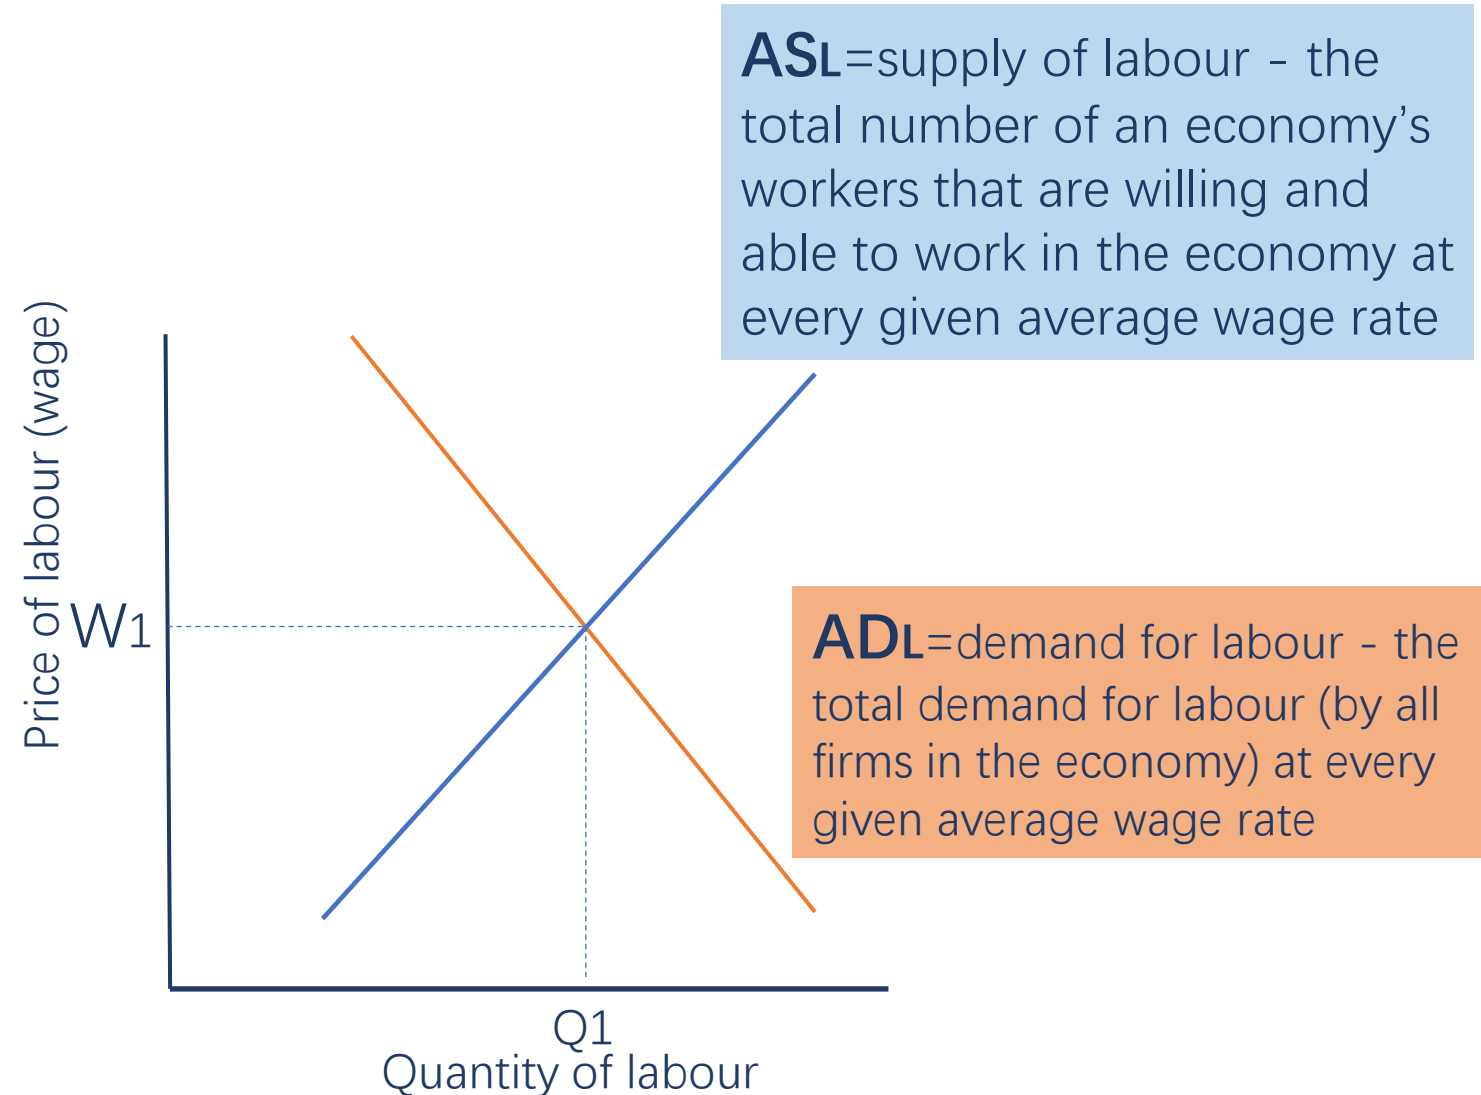 ASL=supply of labour - the
total number of an economy’s
workers that are willing and
able to work in the economy at
every given average wage rate
Price of labour (wage)
W1
ADL=demand for labour - the
total demand for labour (by all
firms in the economy) at every
given average wage rate
Q1
Quantity of labour